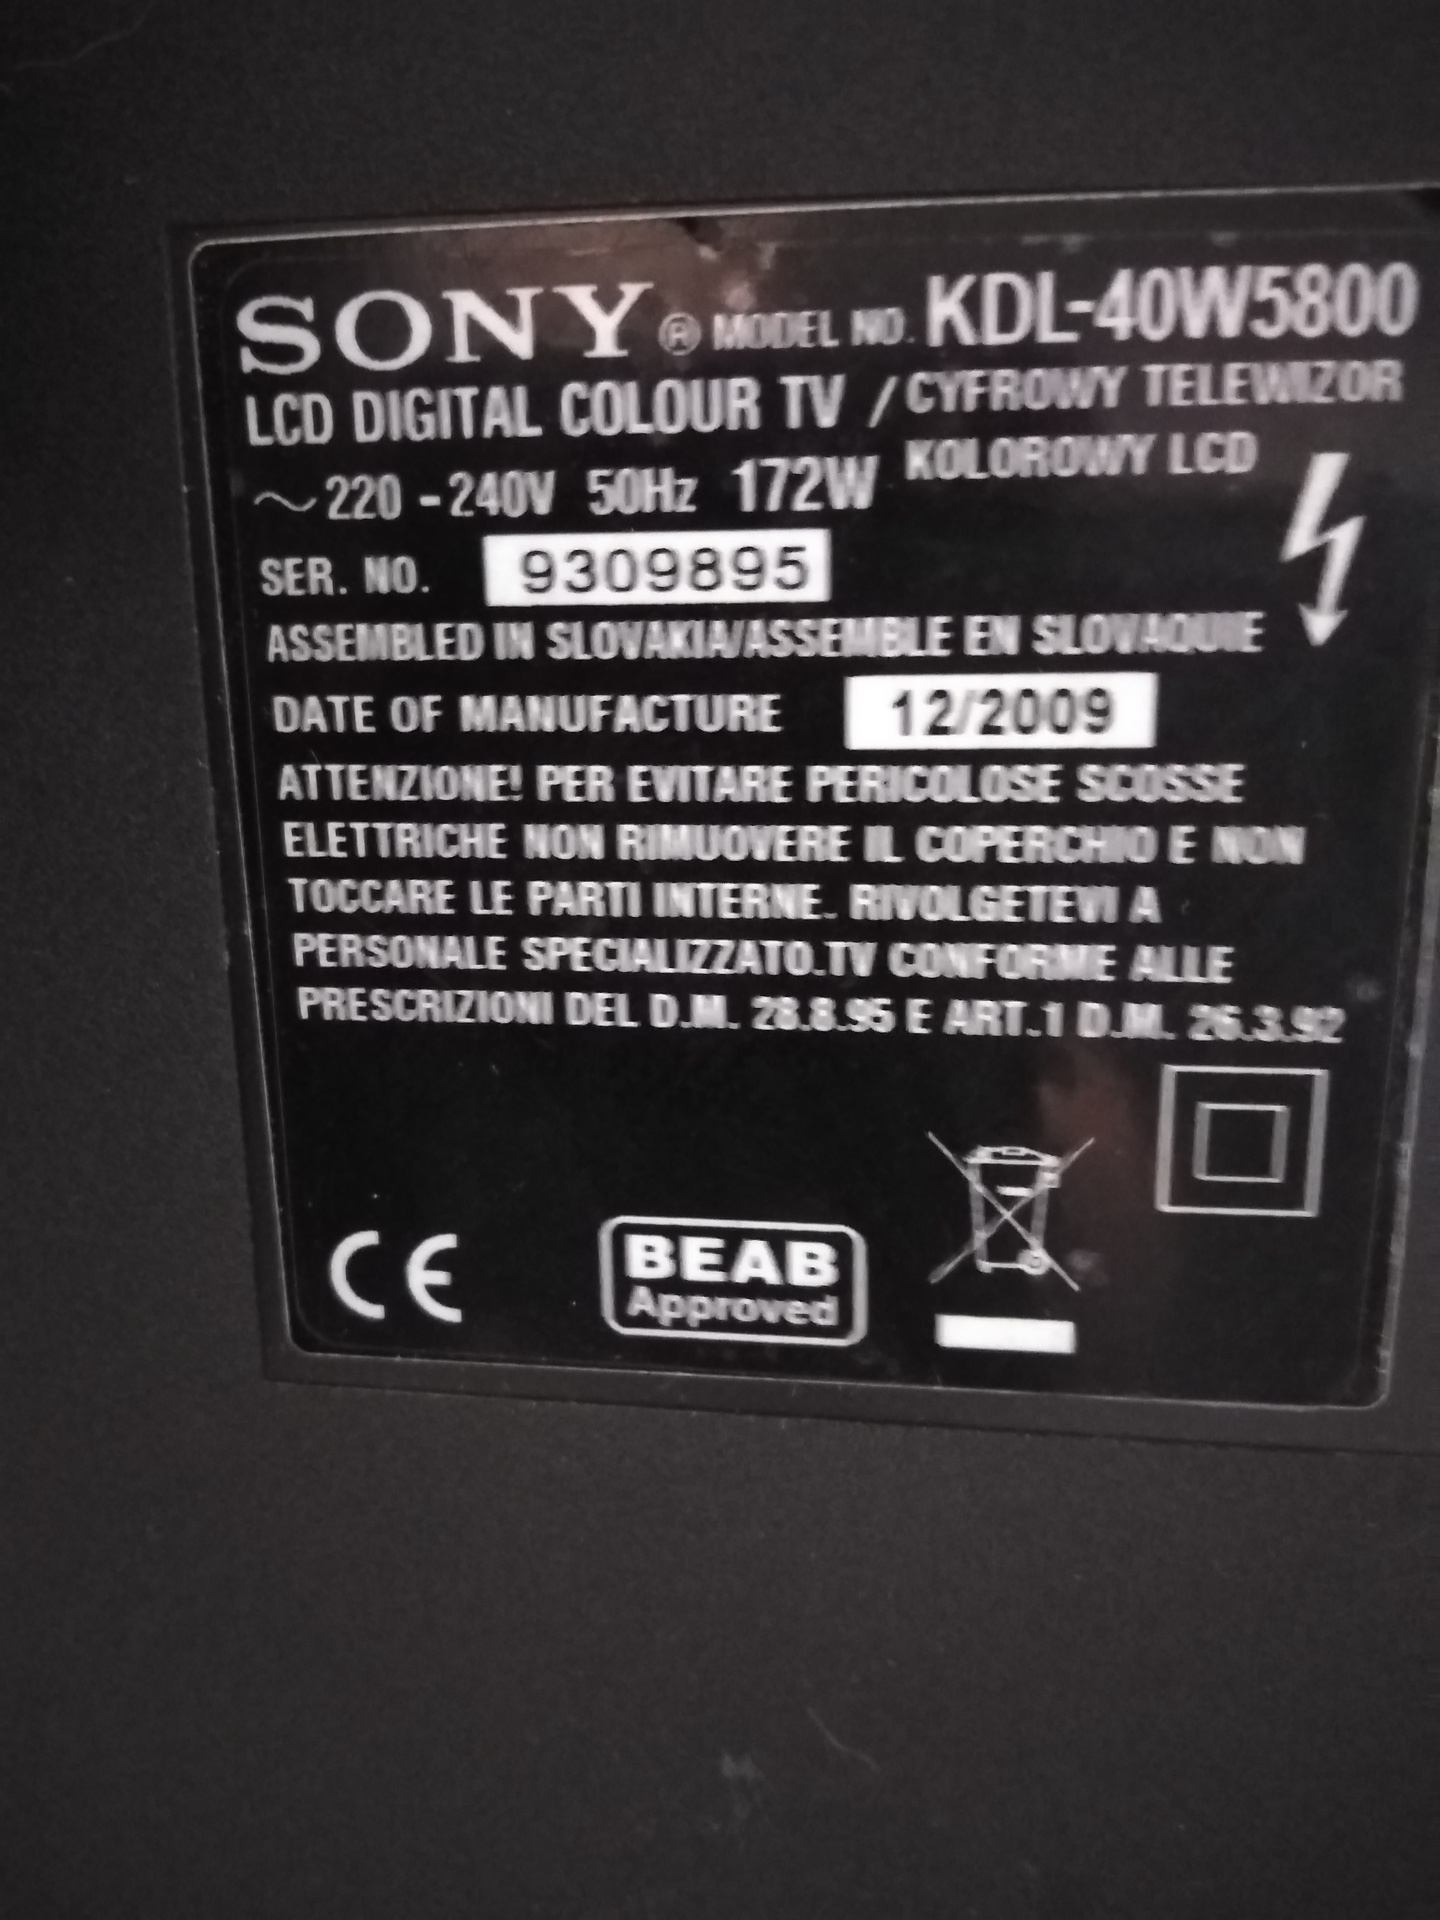 SONY ® MODEL NO. KDL-40W5800
LCD DIGITAL COLOUR TV / CYFROWY TELEWIZOR
KOLOROWY LCD
~220 - 240V 50Hz 172W
SER. NO. 9309895
ASSEMBLED IN SLOVAKIA/ASSEMBLE EN SLOVAQUIE
DATE OF MANUFACTURE 12/2009
ATTENZIONE! PER EVITARE PERICOLOSE SCOSSE
ELETTRICHE NON RIMUOVERE IL COPERCHIO E NON
TOCCARE LE PARTI INTERNE. RIVOLGETEVI A
PERSONALE SPECIALIZZATO.TV CONFORME ALLE
PRESCRIZIONI DEL D.M. 28.8.95 E ART.1 D.M. 26.3.92
CE
BEAB
Approved